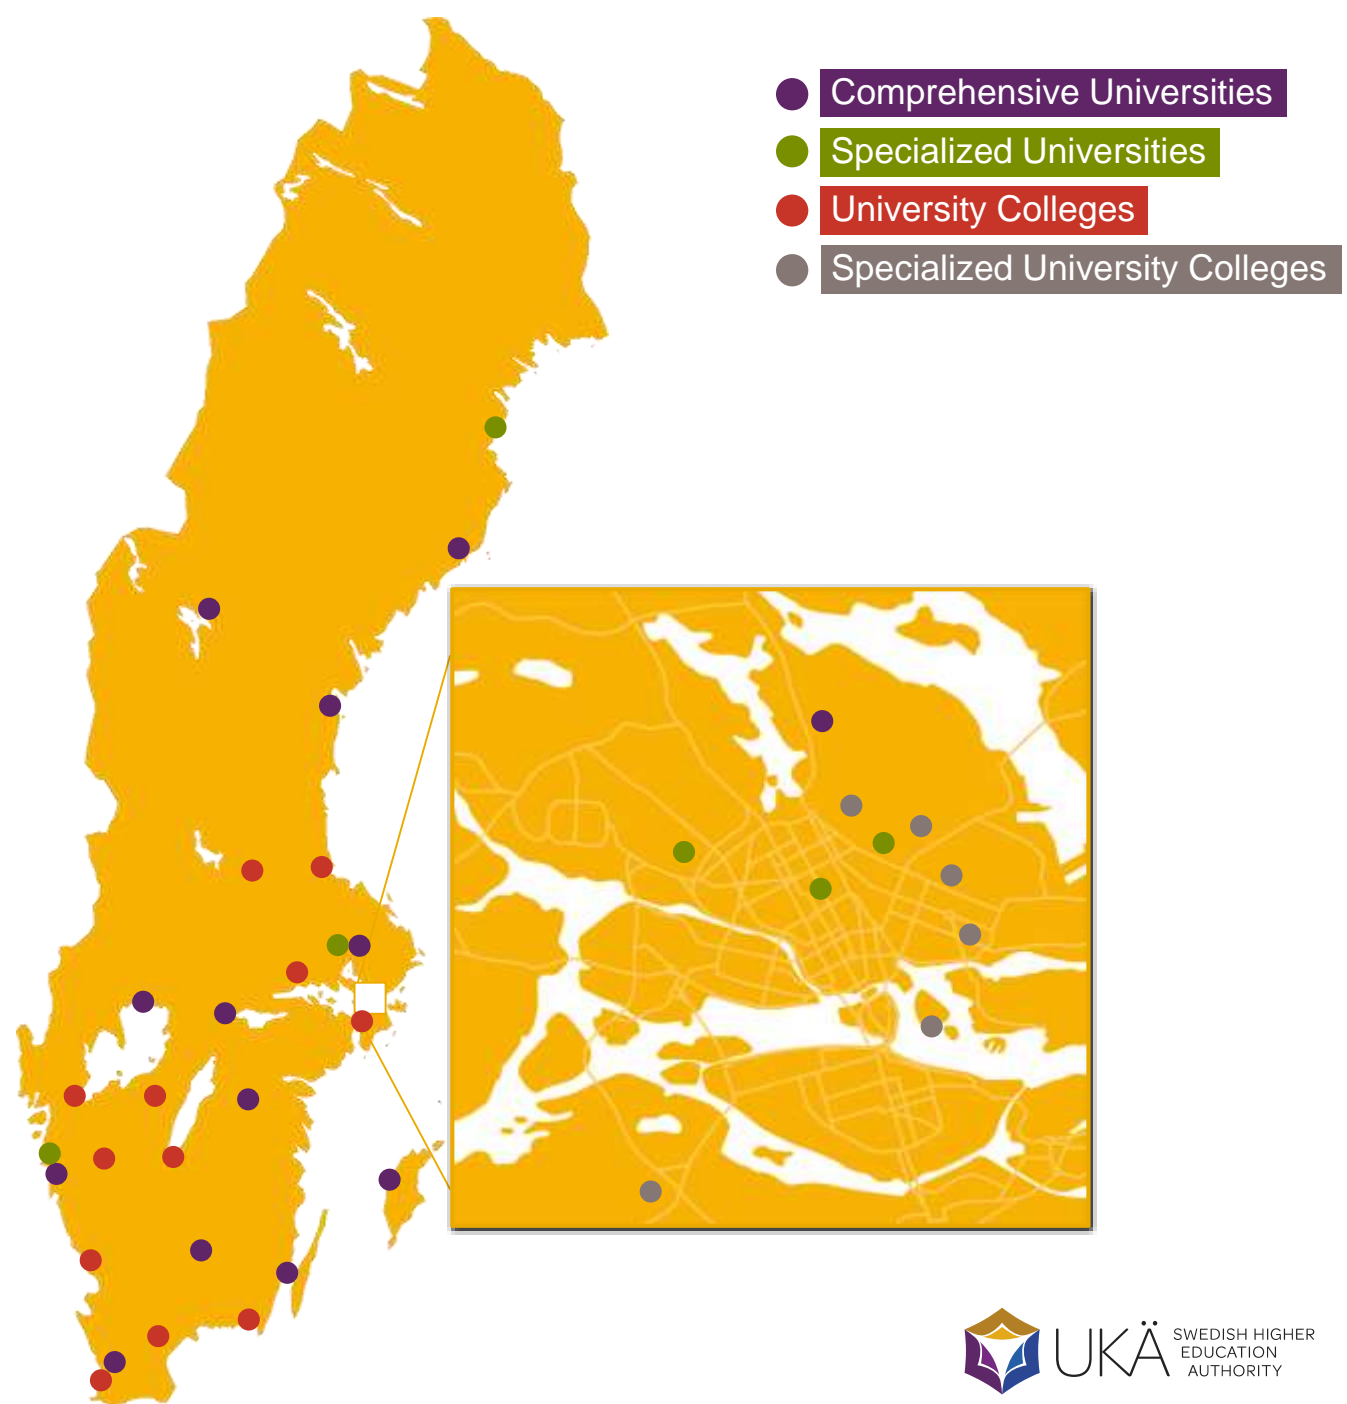 Comprehensive Universities
Specialized Universities
University Colleges
Specialized University Colleges
UKÄ
SWEDISH HIGHER
EDUCATION
AUTHORITY